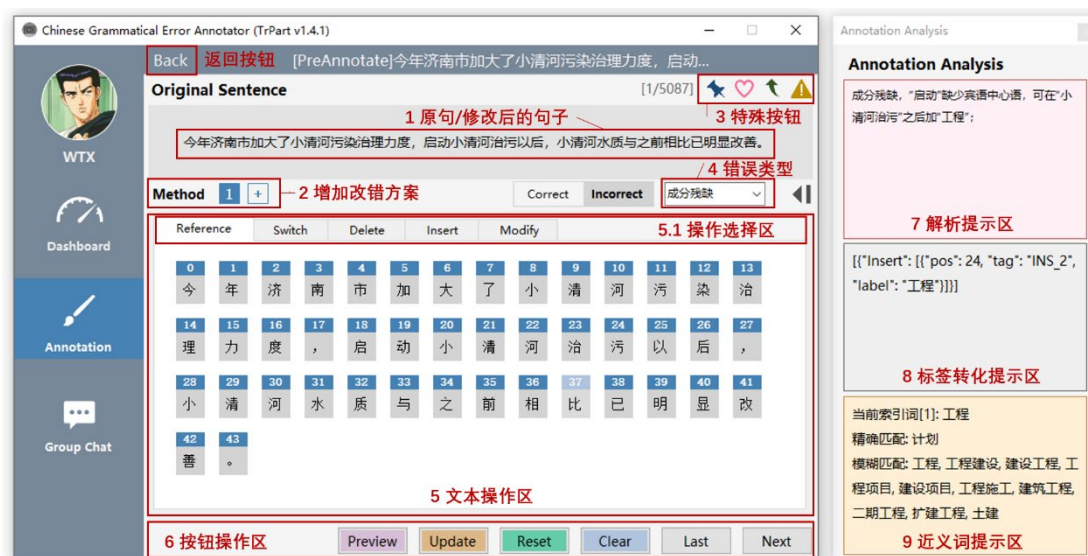 Chinese Grammatical Error Annotator (TrPart v1.4.1)
Back 返回按钮 [PreAnnotate]今年济南市加大了小清河污染治理力度，启动...
Original Sentence [1/5087]
1 原句/修改后的句子 3 特殊按钮
今年济南市加大了小清河污染治理力度，启动小清河治污以后，小清河水质与之前相比已明显改善。
WTX
4 错误类型
Method 1 + 2 增加改错方案 Correct Incorrect 成分残缺
Dashboard
Reference Switch Delete Insert Modify 5.1 操作选择区
0 1 2 3 4 5 6 7 8 9 10 11 12 13
今 年 济 南 市 加 大 了 小 清 河 污 染 治
14 15 16 17 18 19 20 21 22 23 24 25 26 27
理 力 度 ， 启 动 小 清 河 治 污 以 后 ，
Annotation
28 29 30 31 32 33 34 35 36 37 38 39 40 41
小 清 河 水 质 与 之 前 相 比 已 明 显 改
42 43
善 。
Group Chat
5 文本操作区
6 按钮操作区 Preview Update Reset Clear Last Next
Annotation Analysis
Annotation Analysis
成分残缺，"启动"缺少宾语中心语，可在"小
清河治污"之后加"工程"；
7 解析提示区
[{"Insert": [{"pos": 24, "tag": "INS_2",
"label": "工程"}]}]
8 标签转化提示区
当前索引词[1]: 工程
精确匹配: 计划
模糊匹配: 工程, 工程建设, 建设工程, 工
程项目, 建设项目, 工程施工, 建筑工程,
二期工程, 扩建工程, 土建
9 近义词提示区